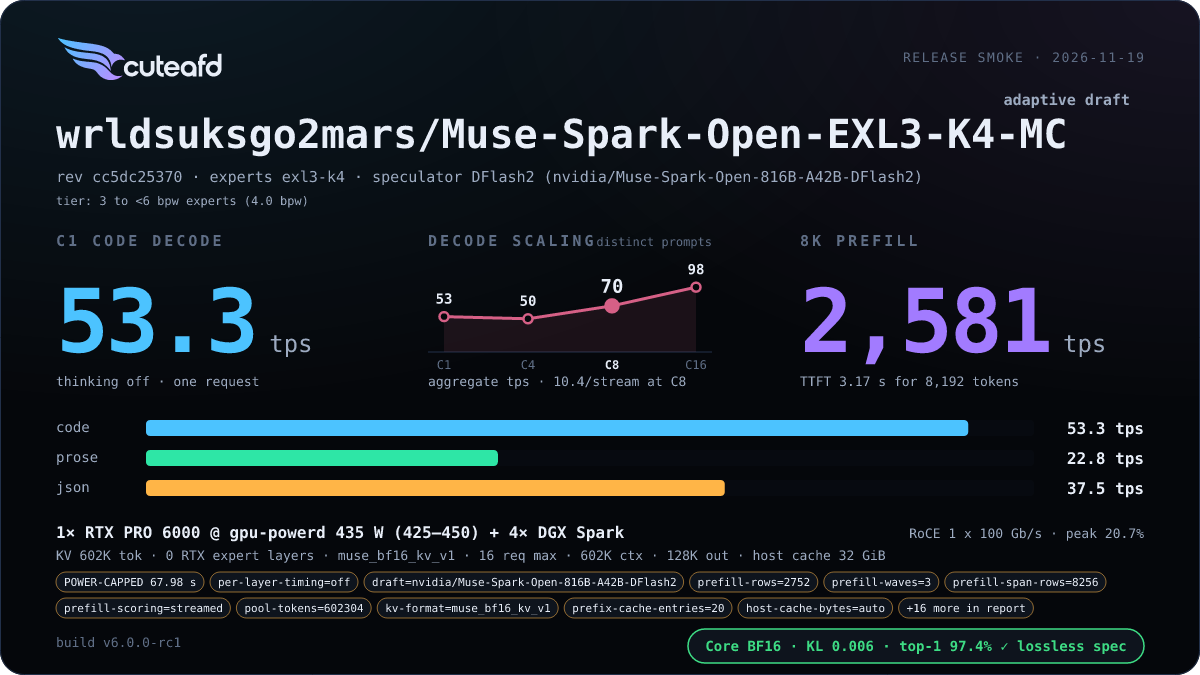 cuteafd
RELEASE SMOKE · 2026-11-19
adaptive draft
wrldsuksgo2mars/Muse-Spark-Open-EXL3-K4-MC
rev cc5dc25370 · experts exl3-k4 · speculator DFlash2 (nvidia/Muse-Spark-Open-816B-A42B-DFlash2)
tier: 3 to <6 bpw experts (4.0 bpw)
C1 CODE DECODE
53.3 tps
thinking off · one request
DECODE SCALING distinct prompts
53 50 70 98
C1 C4 C8 C16
aggregate tps · 10.4/stream at C8
8K PREFILL
2,581 tps
TTFT 3.17 s for 8,192 tokens
code 53.3 tps
prose 22.8 tps
json 37.5 tps
1× RTX PRO 6000 @ gpu-powerd 435 W (425–450) + 4× DGX Spark
RoCE 1 x 100 Gb/s · peak 20.7%
KV 602K tok · 0 RTX expert layers · muse_bf16_kv_v1 · 16 req max · 602K ctx · 128K out · host cache 32 GiB
POWER-CAPPED 67.98 s per-layer-timing=off draft=nvidia/Muse-Spark-Open-816B-A42B-DFlash2 prefill-rows=2752 prefill-waves=3 prefill-span-rows=8256
prefill-scoring=streamed pool-tokens=602304 kv-format=muse_bf16_kv_v1 prefix-cache-entries=20 host-cache-bytes=auto +16 more in report
build v6.0.0-rc1
Core BF16 · KL 0.006 · top-1 97.4% ✓ lossless spec